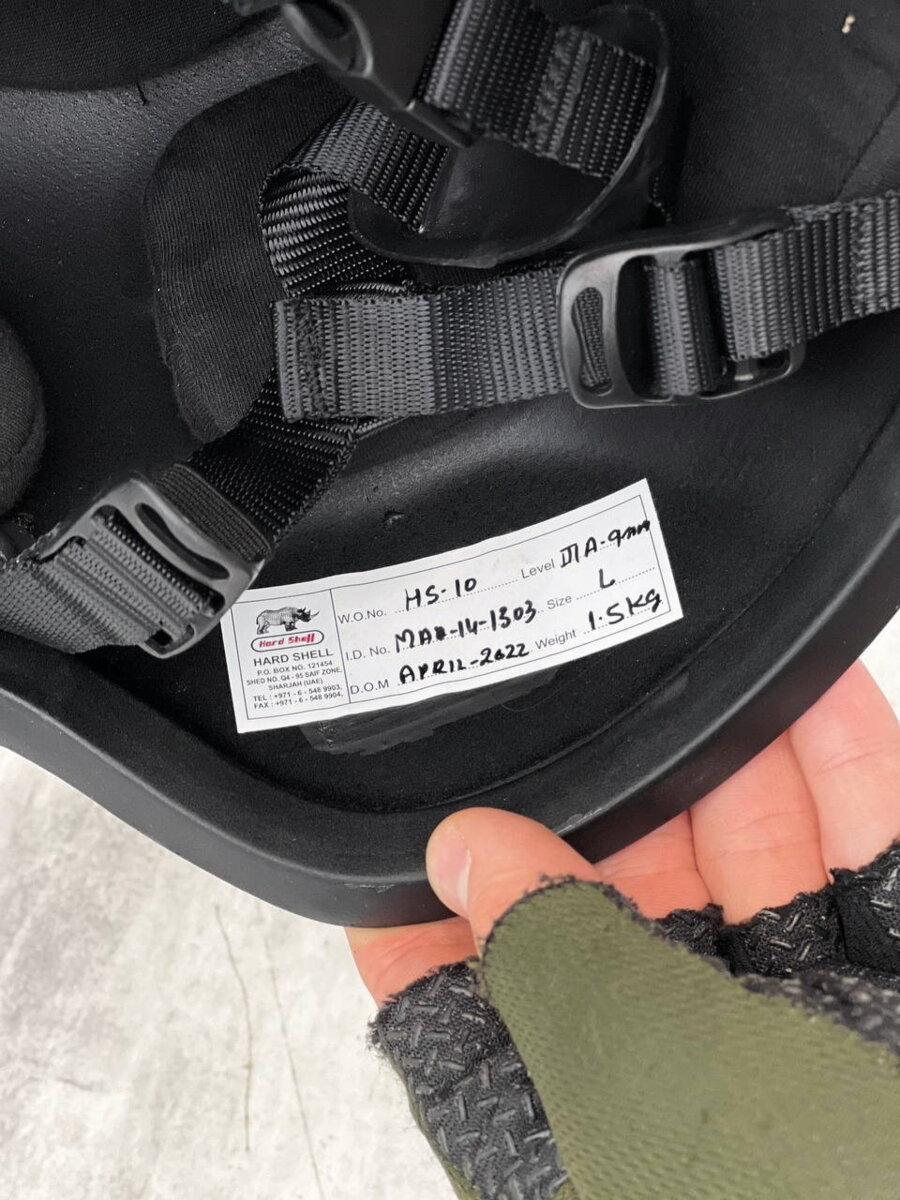 Hard Shell
HARD SHELL
P.O. BOX NO. 121454
SHED NO. Q4 - 95 SAIF ZONE,
SHARJAH (UAE)
TEL : +971 - 6 - 548 9903,
FAX : +971 - 6 - 548 9904,
W.O.No. HS-10 Level III A-9mm
I.D. No. -14-1303 Size L
D.O.M APRIL-2022 Weight 1.5Kg